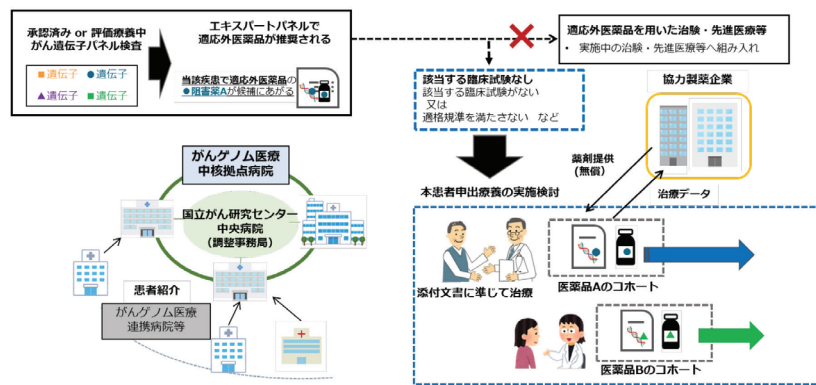 承認済み or 評価療養中
がん遺伝子パネル検査
■遺伝子 ●遺伝子
▲遺伝子 ■遺伝子
エキスパートパネルで
適応外医薬品が推奨される
当該疾患で適応外医薬品の
●阻害薬Aが候補にあがる
適応外医薬品を用いた治験・先進医療等
• 実施中の治験・先進医療等へ組み入れ
該当する臨床試験なし
該当する臨床試験がない
又は
適格規準を満たさない など
協力製薬企業
薬剤提供
(無償)
治療データ
本患者申出療養の実施検討
がんゲノム医療
中核拠点病院
国立がん研究センター
中央病院
(調整事務局)
患者紹介
がんゲノム医療
連携病院等
添付文書に準じて治療
医薬品Aのコホート
医薬品Bのコホート